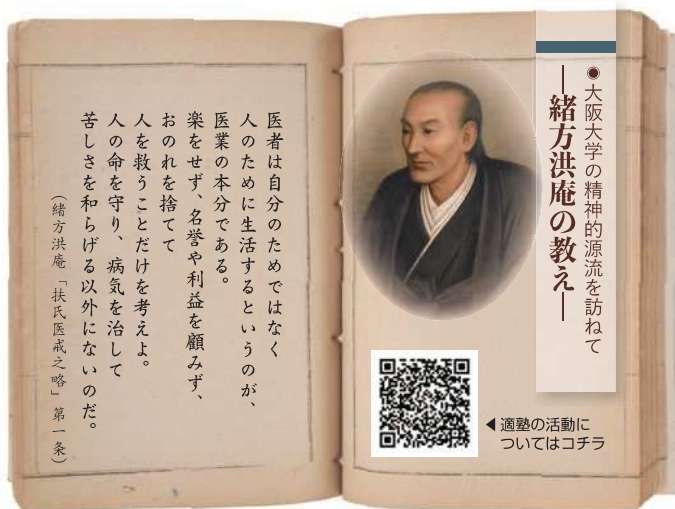 ●大阪大学の精神的源流を訪ねて
―緒方洪庵の教え―
◀適塾の活動に
ついてはコチラ
医者は自分のためではなく
人のために生活するというのが、
医業の本分である。
楽をせず、名誉や利益を顧みず、
おのれを捨てて
人を救うことだけを考えよ。
人の命を守り、病気を治して
苦しさを和らげる以外にないのだ。
（緒方洪庵「扶氏医戒之略」第一条）